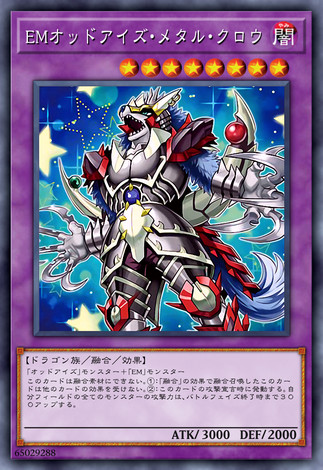 EMオッドアイズ・メタル・クロウ
闇
【ドラゴン族／融合／効果】
「オッドアイズ」モンスター＋「EM」モンスター
このカードは融合素材にできない。①：「融合」の効果で融合召喚したこのカー
ドは他のカードの効果を受けない。②：このカードの攻撃宣言時に発動する。自
分フィールドの全てのモンスターの攻撃力は、バトルフェイズ終了時まで３０
０アップする。
ATK/ 3000 DEF/ 2000
65029288